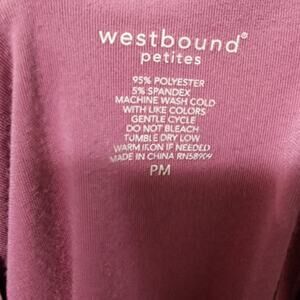 westbound®
petites
95% POLYESTER
5% SPANDEX
MACHINE WASH COLD
WITH LIKE COLORS
GENTLE CYCLE
DO NOT BLEACH
TUMBLE DRY LOW
WARM IRON IF NEEDED
MADE IN CHINA RN58909
PM